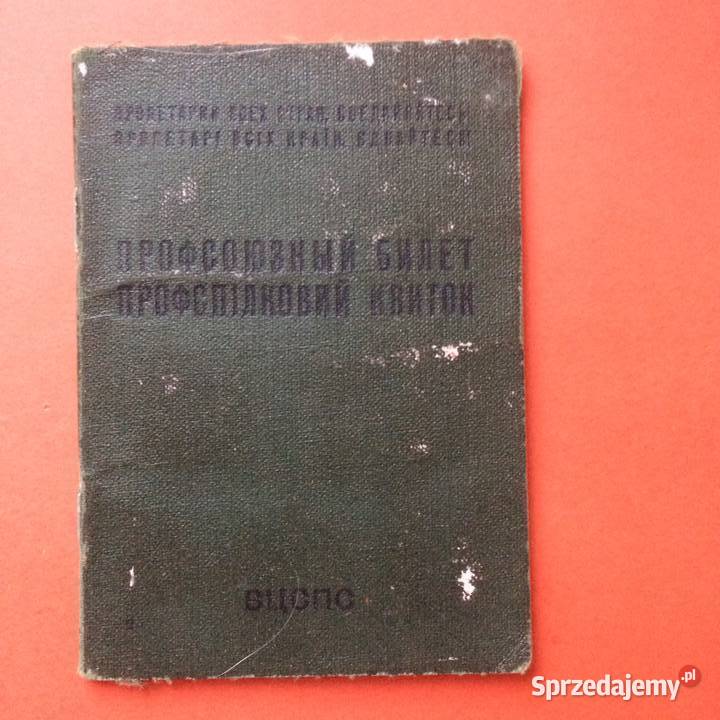 ПРОЛЕТАРИИ ВСЕХ СТРАН, СОЕДИНЯЙТЕСЬ!
ПРОЛЕТАРІ ВСІХ КРАЇН, ЄДНАЙТЕСЯ!
ПРОФСОЮЗНЫЙ БИЛЕТ
ПРОФСПІЛКОВИЙ КВИТОК
ВЦСПС
Sprzedajemy.pl